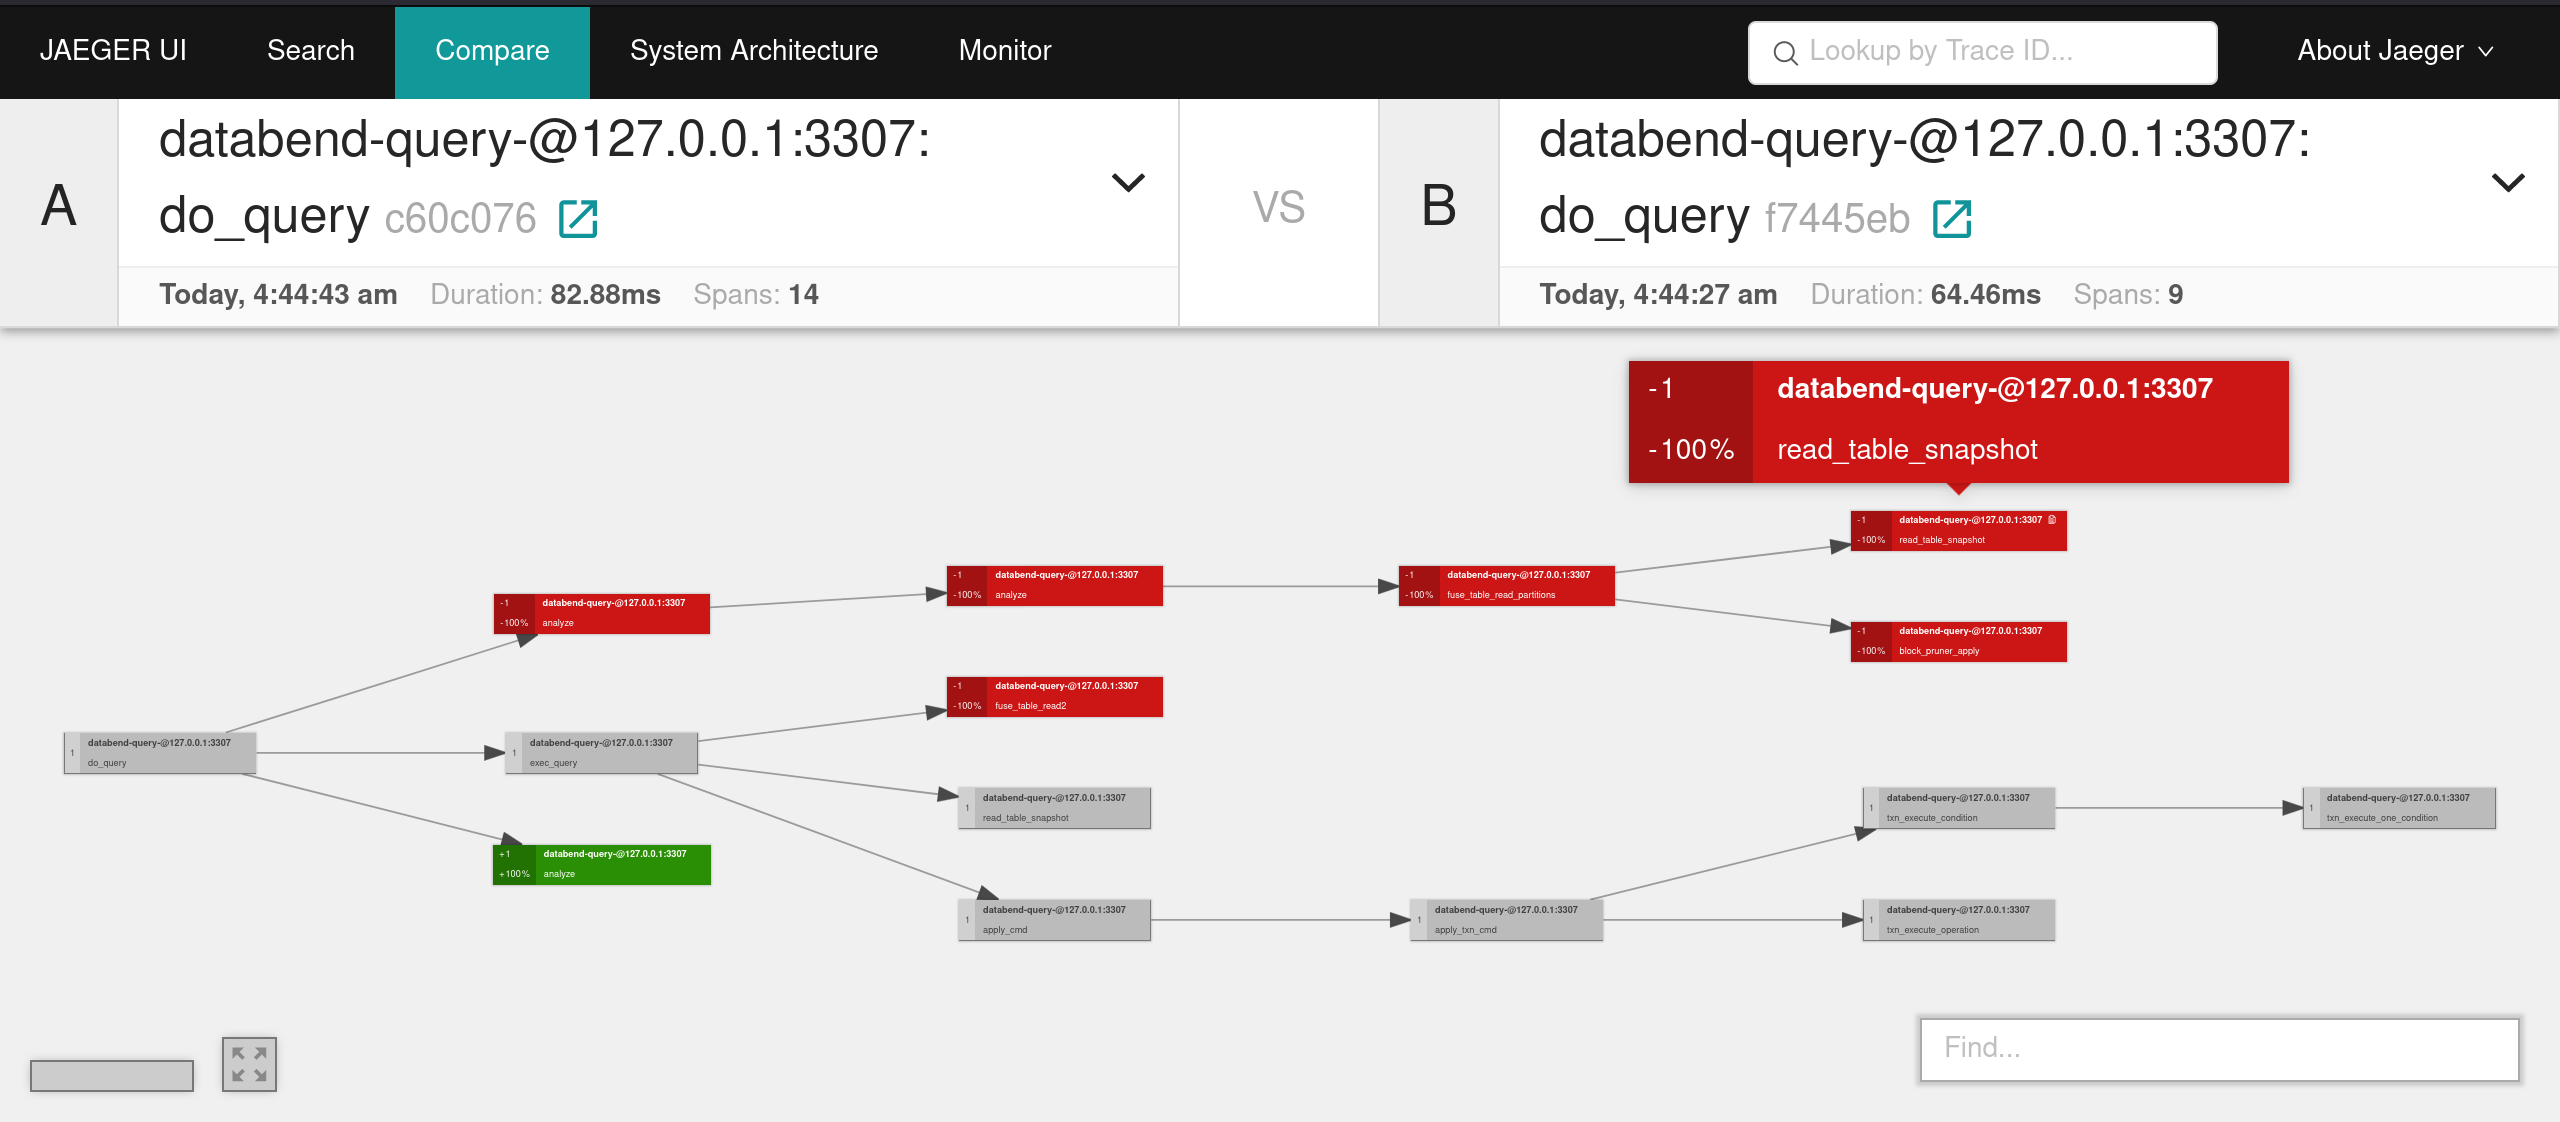 JAEGER UI Search Compare System Architecture Monitor Lookup by Trace ID... About Jaeger
A
databend-query-@127.0.0.1:3307:
do_query c60c076
Today, 4:44:43 am Duration: 82.88ms Spans: 14
VS
B
databend-query-@127.0.0.1:3307:
do_query f7445eb
Today, 4:44:27 am Duration: 64.46ms Spans: 9
-1 databend-query-@127.0.0.1:3307
-100% read_table_snapshot
-1 databend-query-@127.0.0.1:3307
-100% read_table_snapshot
-1 databend-query-@127.0.0.1:3307
-100% analyze
-1 databend-query-@127.0.0.1:3307
-100% fuse_table_read_partitions
-1 databend-query-@127.0.0.1:3307
-100% analyze
-1 databend-query-@127.0.0.1:3307
-100% block_pruner_apply
-1 databend-query-@127.0.0.1:3307
-100% fuse_table_read2
1 databend-query-@127.0.0.1:3307
do_query
1 databend-query-@127.0.0.1:3307
exec_query
1 databend-query-@127.0.0.1:3307
read_table_snapshot
1 databend-query-@127.0.0.1:3307
txn_execute_condition
1 databend-query-@127.0.0.1:3307
txn_execute_one_condition
+1 databend-query-@127.0.0.1:3307
+100% analyze
1 databend-query-@127.0.0.1:3307
apply_cmd
1 databend-query-@127.0.0.1:3307
apply_txn_cmd
1 databend-query-@127.0.0.1:3307
txn_execute_operation
Find...